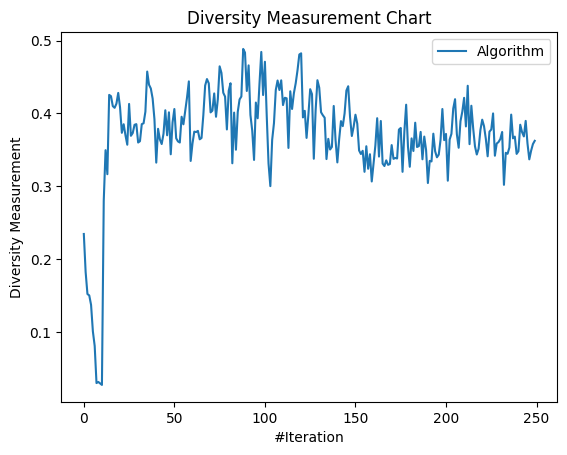 Diversity Measurement Chart
Algorithm
Diversity Measurement
0.5
0.4
0.3
0.2
0.1
0 50 100 150 200 250
#Iteration